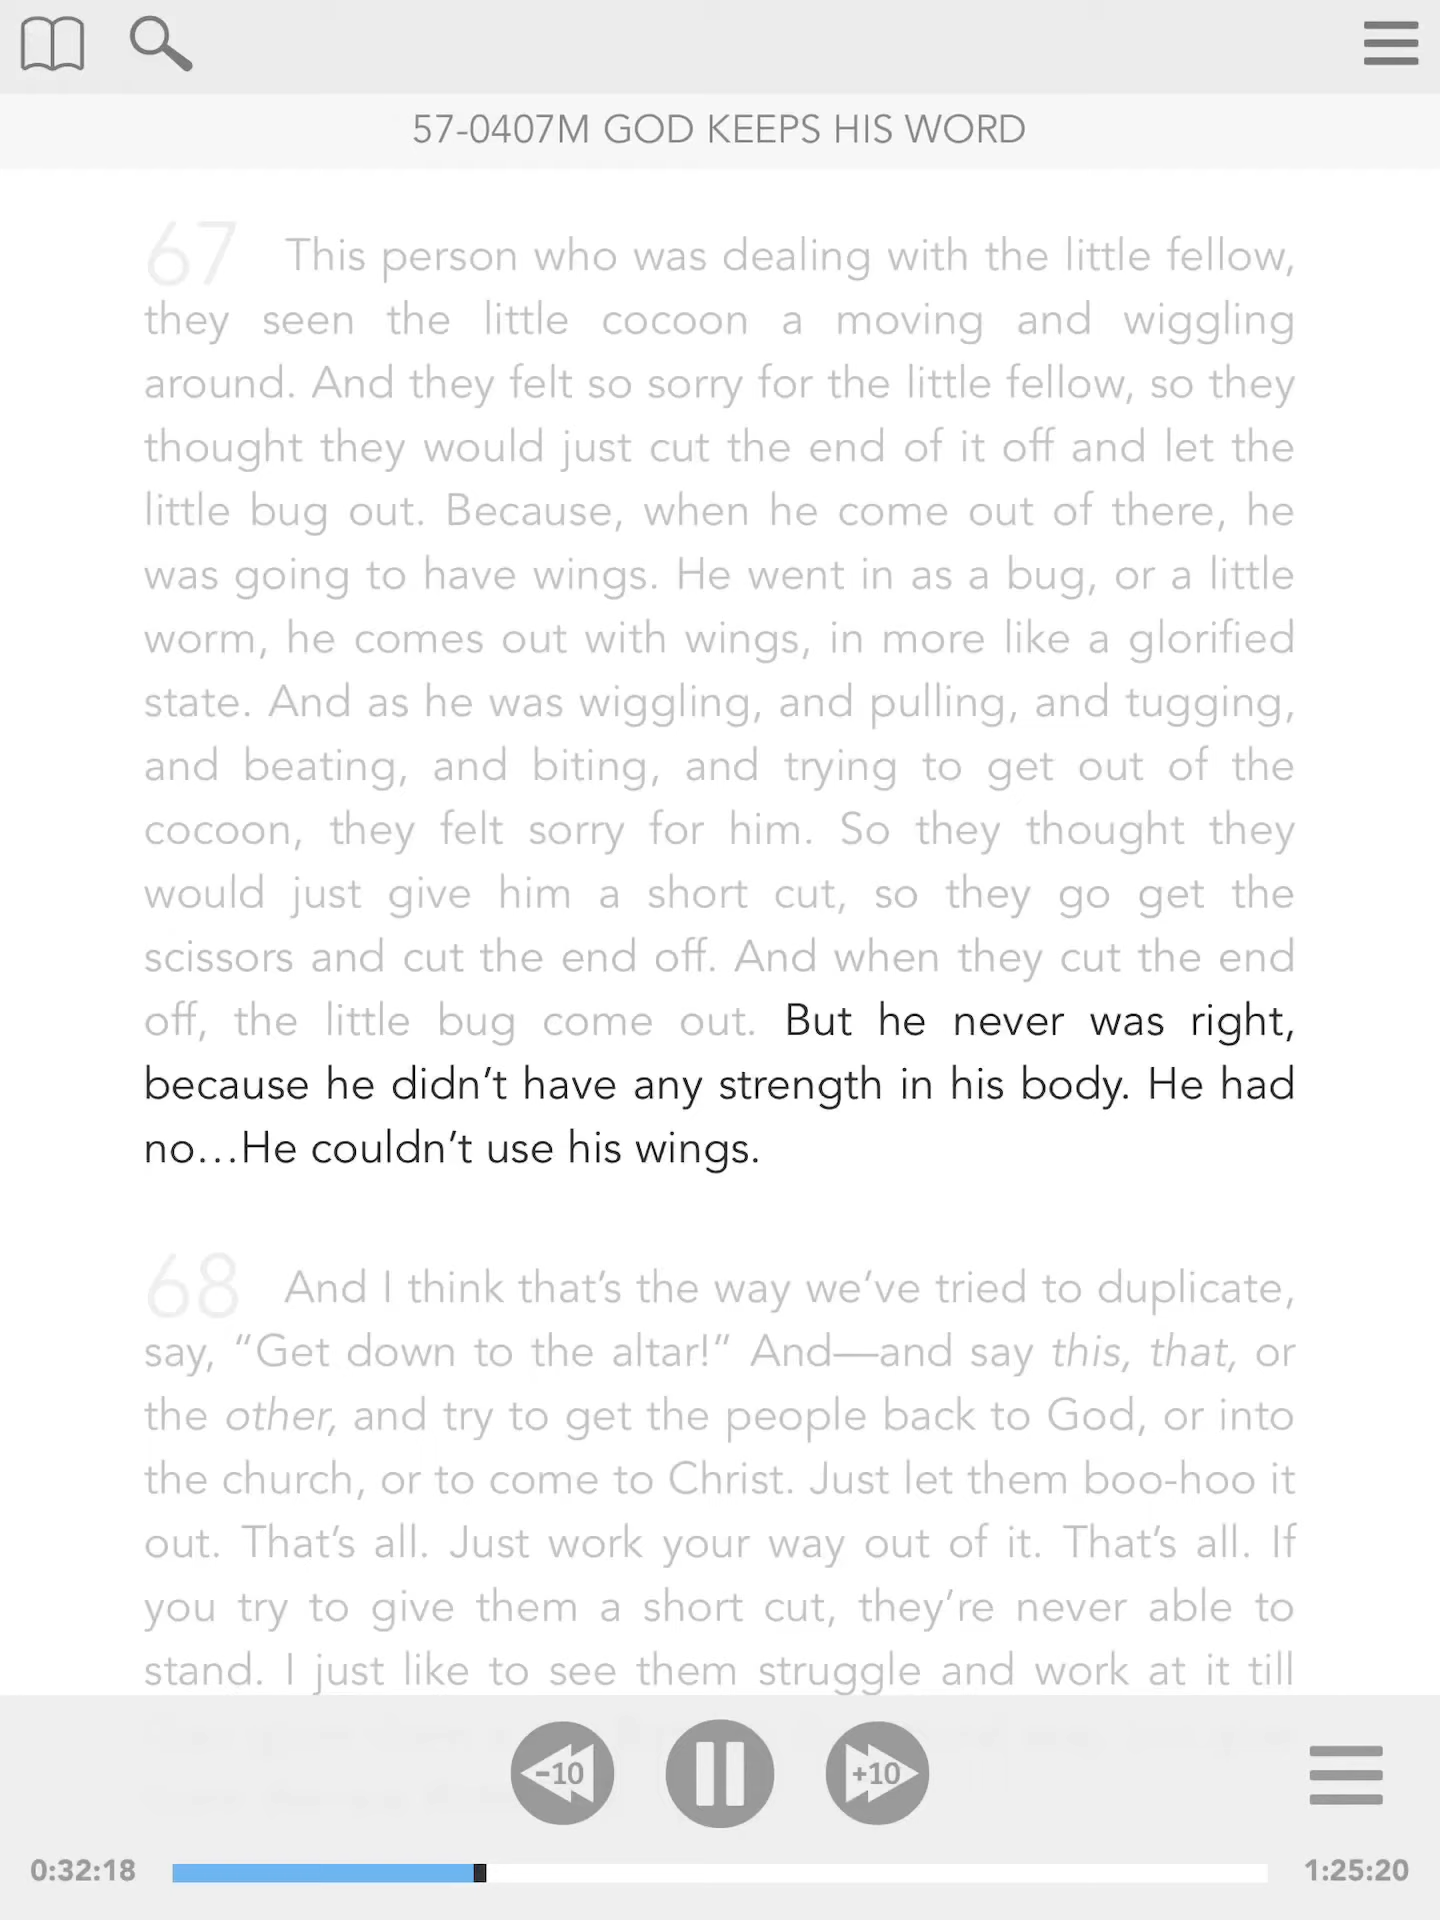 57-0407M GOD KEEPS HIS WORD
67 This person who was dealing with the little fellow,
they seen the little cocoon a moving and wiggling
around. And they felt so sorry for the little fellow, so they
thought they would just cut the end of it off and let the
little bug out. Because, when he come out of there, he
was going to have wings. He went in as a bug, or a little
worm, he comes out with wings, in more like a glorified
state. And as he was wiggling, and pulling, and tugging,
and beating, and biting, and trying to get out of the
cocoon, they felt sorry for him. So they thought they
would just give him a short cut, so they go get the
scissors and cut the end off. And when they cut the end
off, the little bug come out. But he never was right,
because he didn’t have any strength in his body. He had
no…He couldn’t use his wings.
68 And I think that’s the way we’ve tried to duplicate,
say, “Get down to the altar!” And—and say this, that, or
the other, and try to get the people back to God, or into
the church, or to come to Christ. Just let them boo-hoo it
out. That’s all. Just work your way out of it. That’s all. If
you try to give them a short cut, they’re never able to
stand. I just like to see them struggle and work at it till
-10 +10
0:32:18 1:25:20